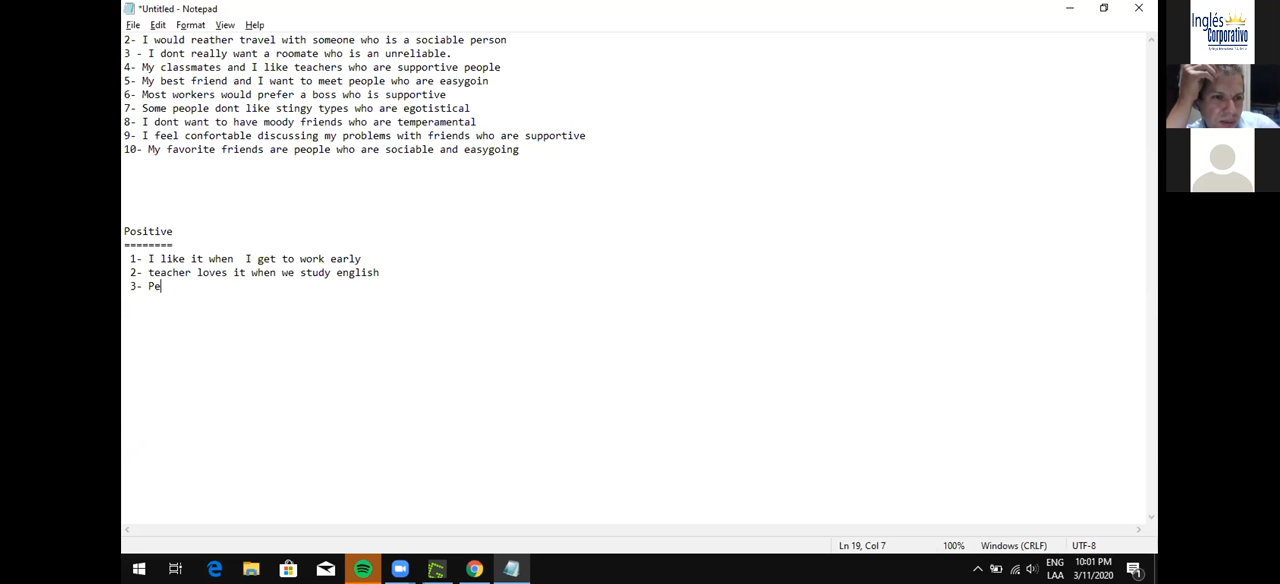 *Untitled - Notepad
File Edit Format View Help
2- I would reather travel with someone who is a sociable person
3 - I dont really want a roomate who is an unreliable.
4- My classmates and I like teachers who are supportive people
5- My best friend and I want to meet people who are easygoin
6- Most workers would prefer a boss who is supportive
7- Some people dont like stingy types who are egotistical
8- I dont want to have moody friends who are temperamental
9- I feel confortable discussing my problems with friends who are supportive
10- My favorite friends are people who are sociable and easygoing
Positive
========
1- I like it when  I get to work early
2- teacher loves it when we study english
3- Pe
Ln 19, Col 7
100%
Windows (CRLF)
UTF-8
ENG
LAA
10:01 PM
3/11/2020
1
Inglés
Corporativo